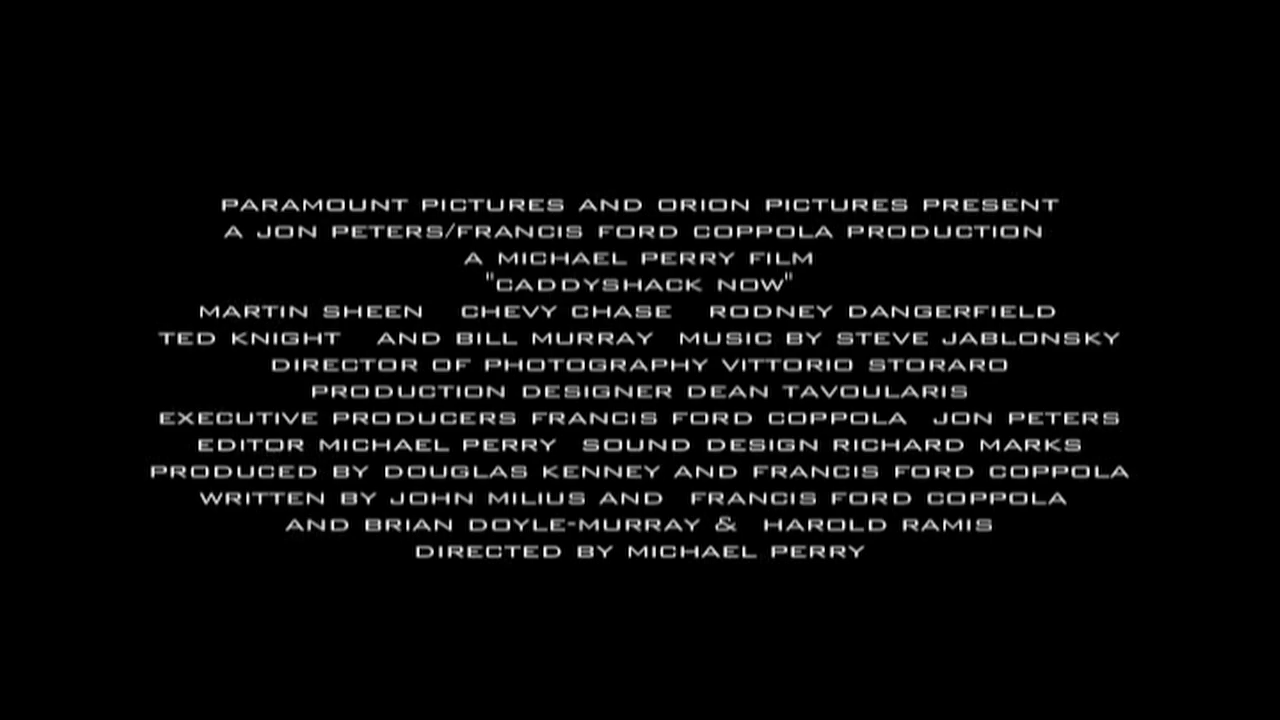 PARAMOUNT PICTURES AND ORION PICTURES PRESENT
A JON PETERS/FRANCIS FORD COPPOLA PRODUCTION
A MICHAEL PERRY FILM
"CADDYSHACK NOW"
MARTIN SHEEN CHEVY CHASE RODNEY DANGERFIELD
TED KNIGHT AND BILL MURRAY MUSIC BY STEVE JABLONSKY
DIRECTOR OF PHOTOGRAPHY VITTORIO STORARO
PRODUCTION DESIGNER DEAN TAVOULARIS
EXECUTIVE PRODUCERS FRANCIS FORD COPPOLA JON PETERS
EDITOR MICHAEL PERRY SOUND DESIGN RICHARD MARKS
PRODUCED BY DOUGLAS KENNEY AND FRANCIS FORD COPPOLA
WRITTEN BY JOHN MILIUS AND FRANCIS FORD COPPOLA
AND BRIAN DOYLE-MURRAY & HAROLD RAMIS
DIRECTED BY MICHAEL PERRY